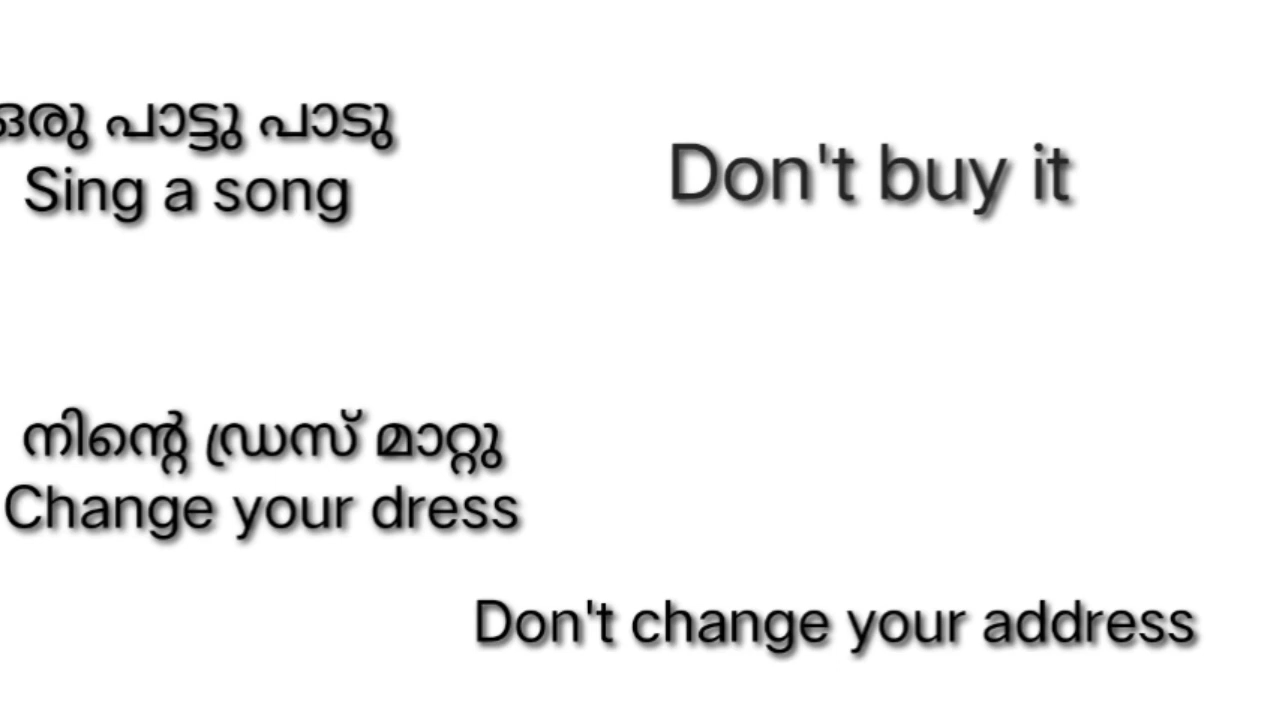 ഒരു പാട്ടു പാടു
Sing a song
Don't buy it
നിന്റെ ഡ്രസ് മാറ്റു
Change your dress
Don't change your address